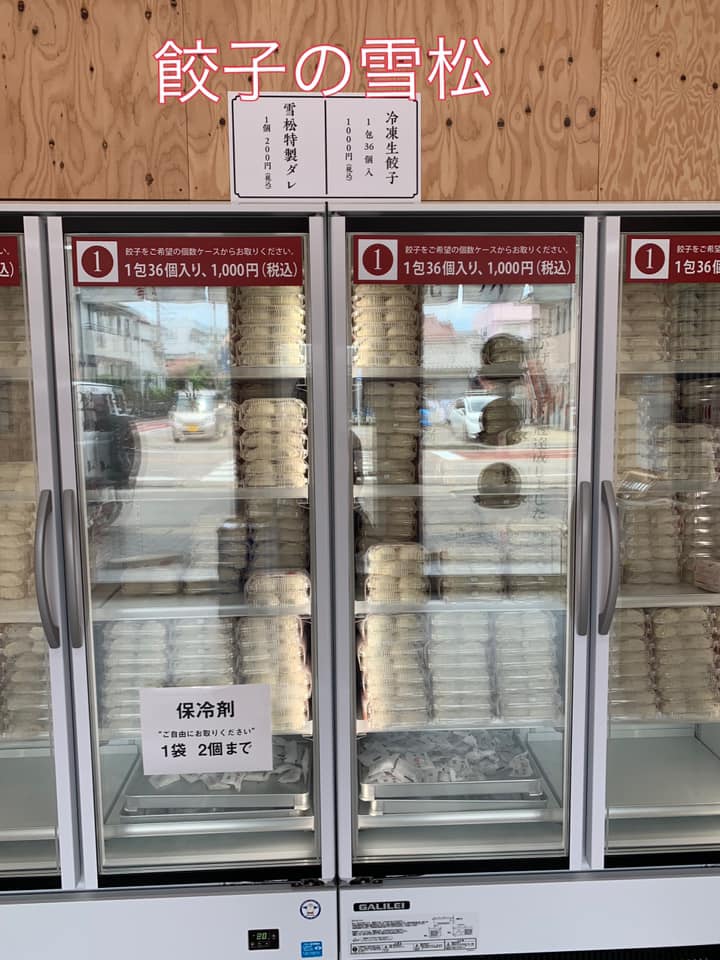 餃子の雪松
冷凍生餃子
1包36個入
1000円(税込)
雪松特製ダレ
1個 200円(税込)
込)
1
餃子をご希望の個数ケースからお取りください。
1包36個入り、1,000円(税込)
1
餃子をご希望の個数ケースからお取りください。
1包36個入り、1,000円(税込)
1
餃子をご希
1包36個
保冷剤
"ご自由にお取りください"
1袋 2個まで
GALILEI
-20